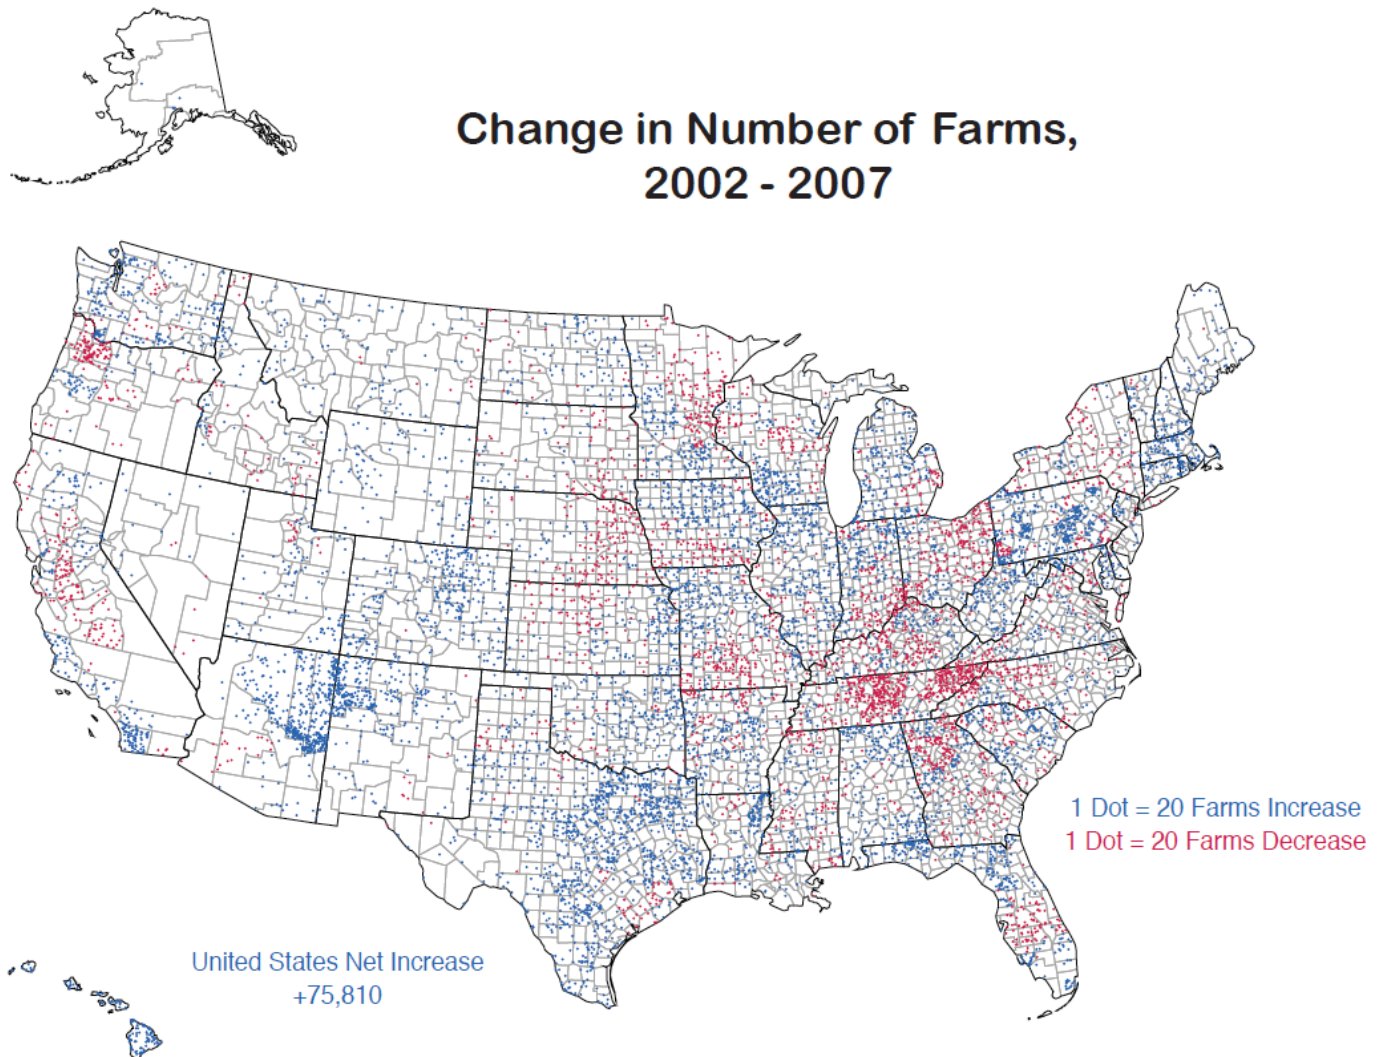 Change in Number of Farms,
2002 - 2007
1 Dot = 20 Farms Increase
1 Dot = 20 Farms Decrease
United States Net Increase
+75,810